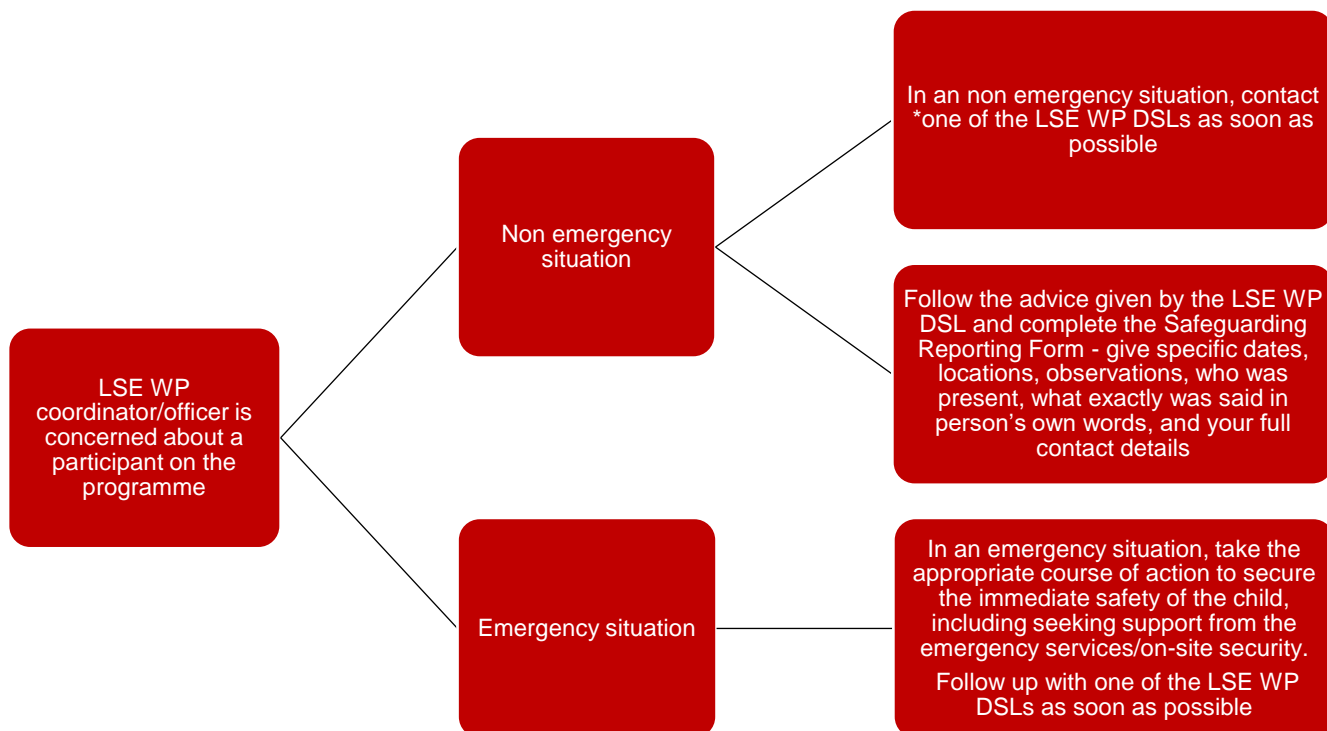 LSE WP
coordinator/officer is
concerned about a
participant on the
programme
Non emergency
situation
In an non emergency situation, contact
*one of the LSE WP DSLs as soon as
possible
Follow the advice given by the LSE WP
DSL and complete the Safeguarding
Reporting Form - give specific dates,
locations, observations, who was
present, what exactly was said in
person’s own words, and your full
contact details
Emergency situation
In an emergency situation, take the
appropriate course of action to secure
the immediate safety of the child,
including seeking support from the
emergency services/on-site security.
Follow up with one of the LSE WP
DSLs as soon as possible